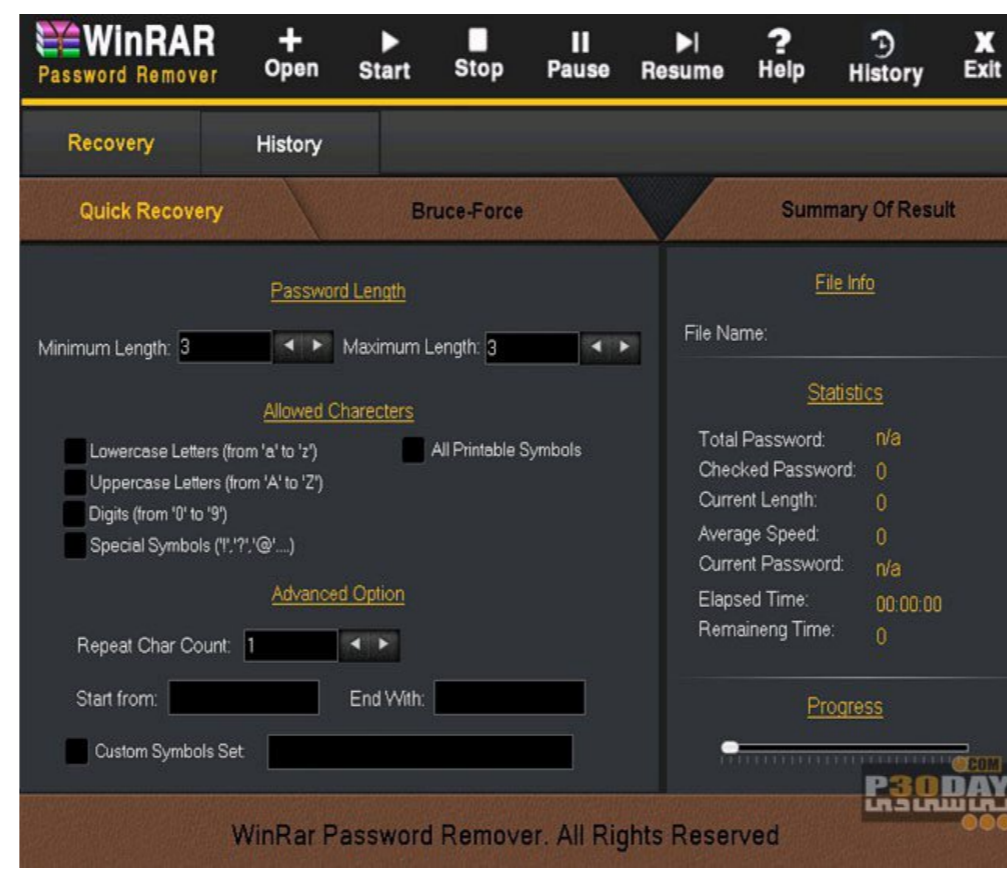 WinRAR
Password Remover
Open Start Stop Pause Resume Help History Exit
Recovery History
Quick Recovery Bruce-Force Summary Of Result
Password Length
Minimum Length: 3 Maximum Length: 3
Allowed Charecters
Lowercase Letters (from 'a' to 'z') All Printable Symbols
Uppercase Letters (from 'A' to 'Z')
Digits (from '0' to '9')
Special Symbols ('!','?','@'....)
Advanced Option
Repeat Char Count: 1
Start from: End With:
Custom Symbols Set:
File Info
File Name:
Statistics
Total Password: n/a
Checked Password: 0
Current Length: 0
Average Speed: 0
Current Password: n/a
Elapsed Time: 00:00:00
Remaineng Time: 0
Progress
.COM
P30DAY
WinRar Password Remover. All Rights Reserved